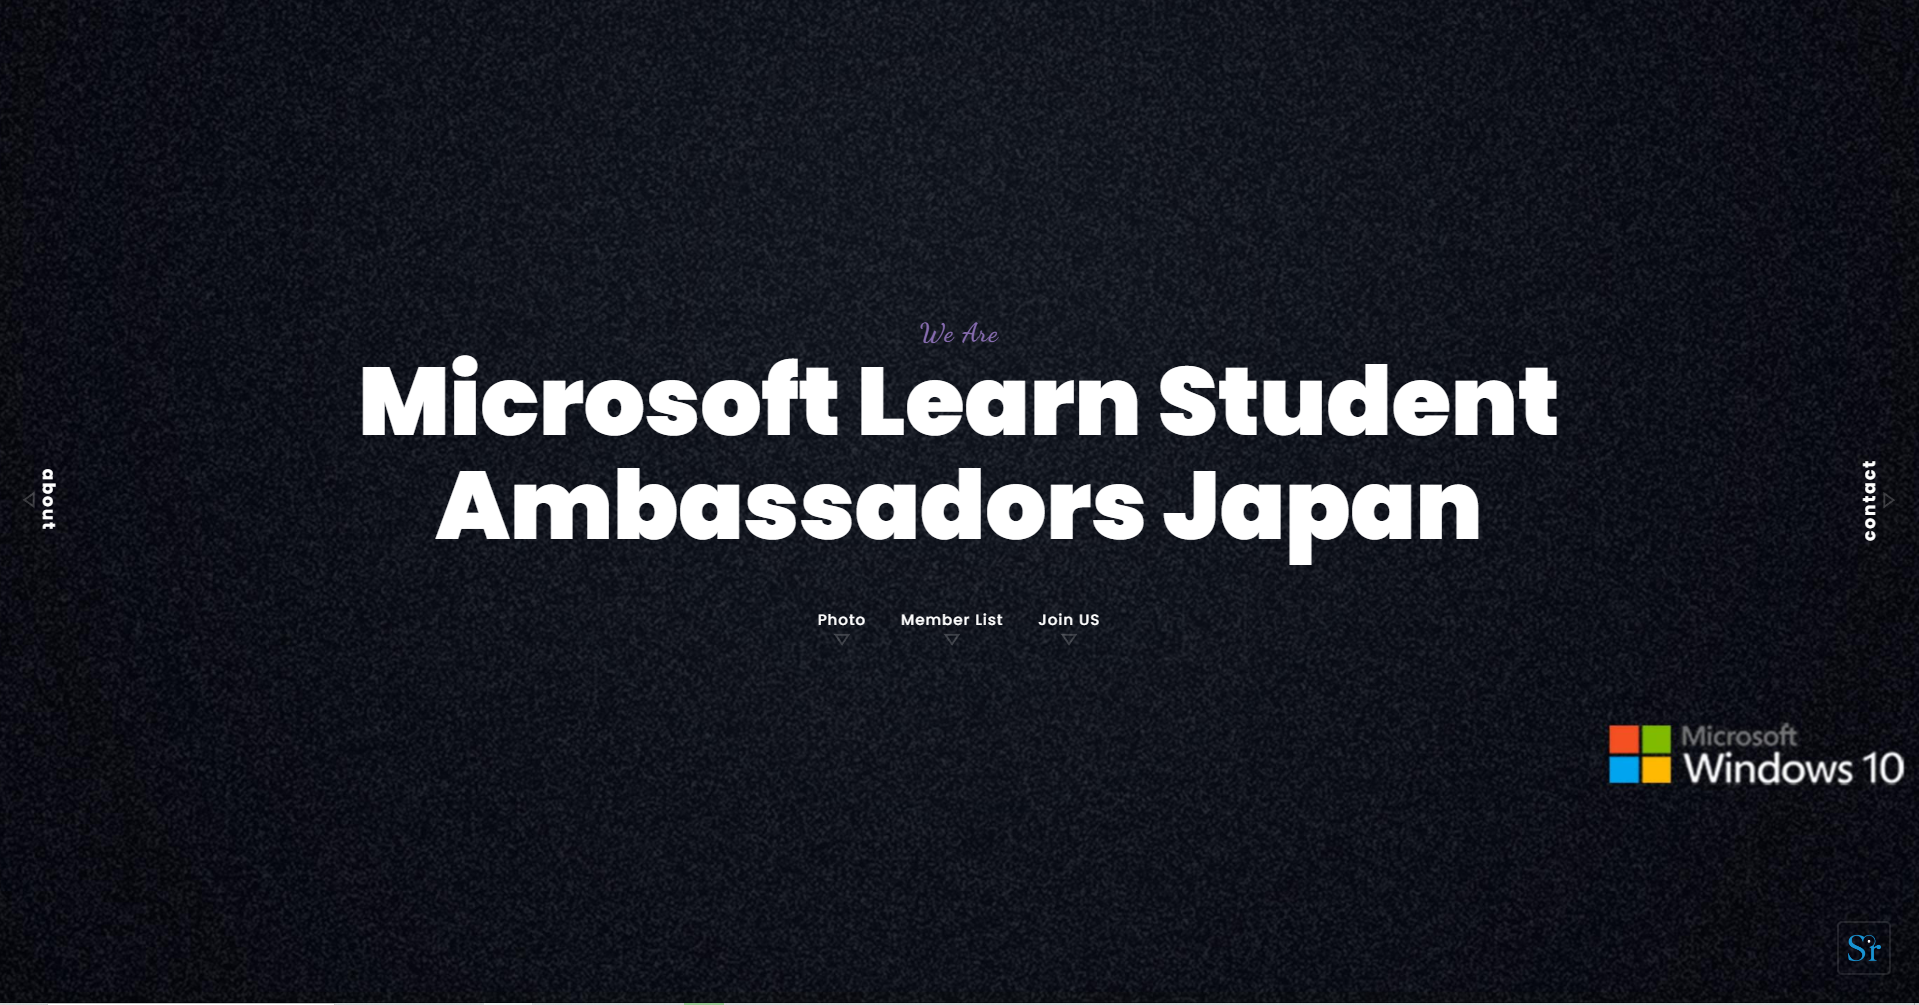 We Are
Microsoft Learn Student
Ambassadors Japan
about
contact
Photo
Member List
Join US
Microsoft
Windows 10
Sr